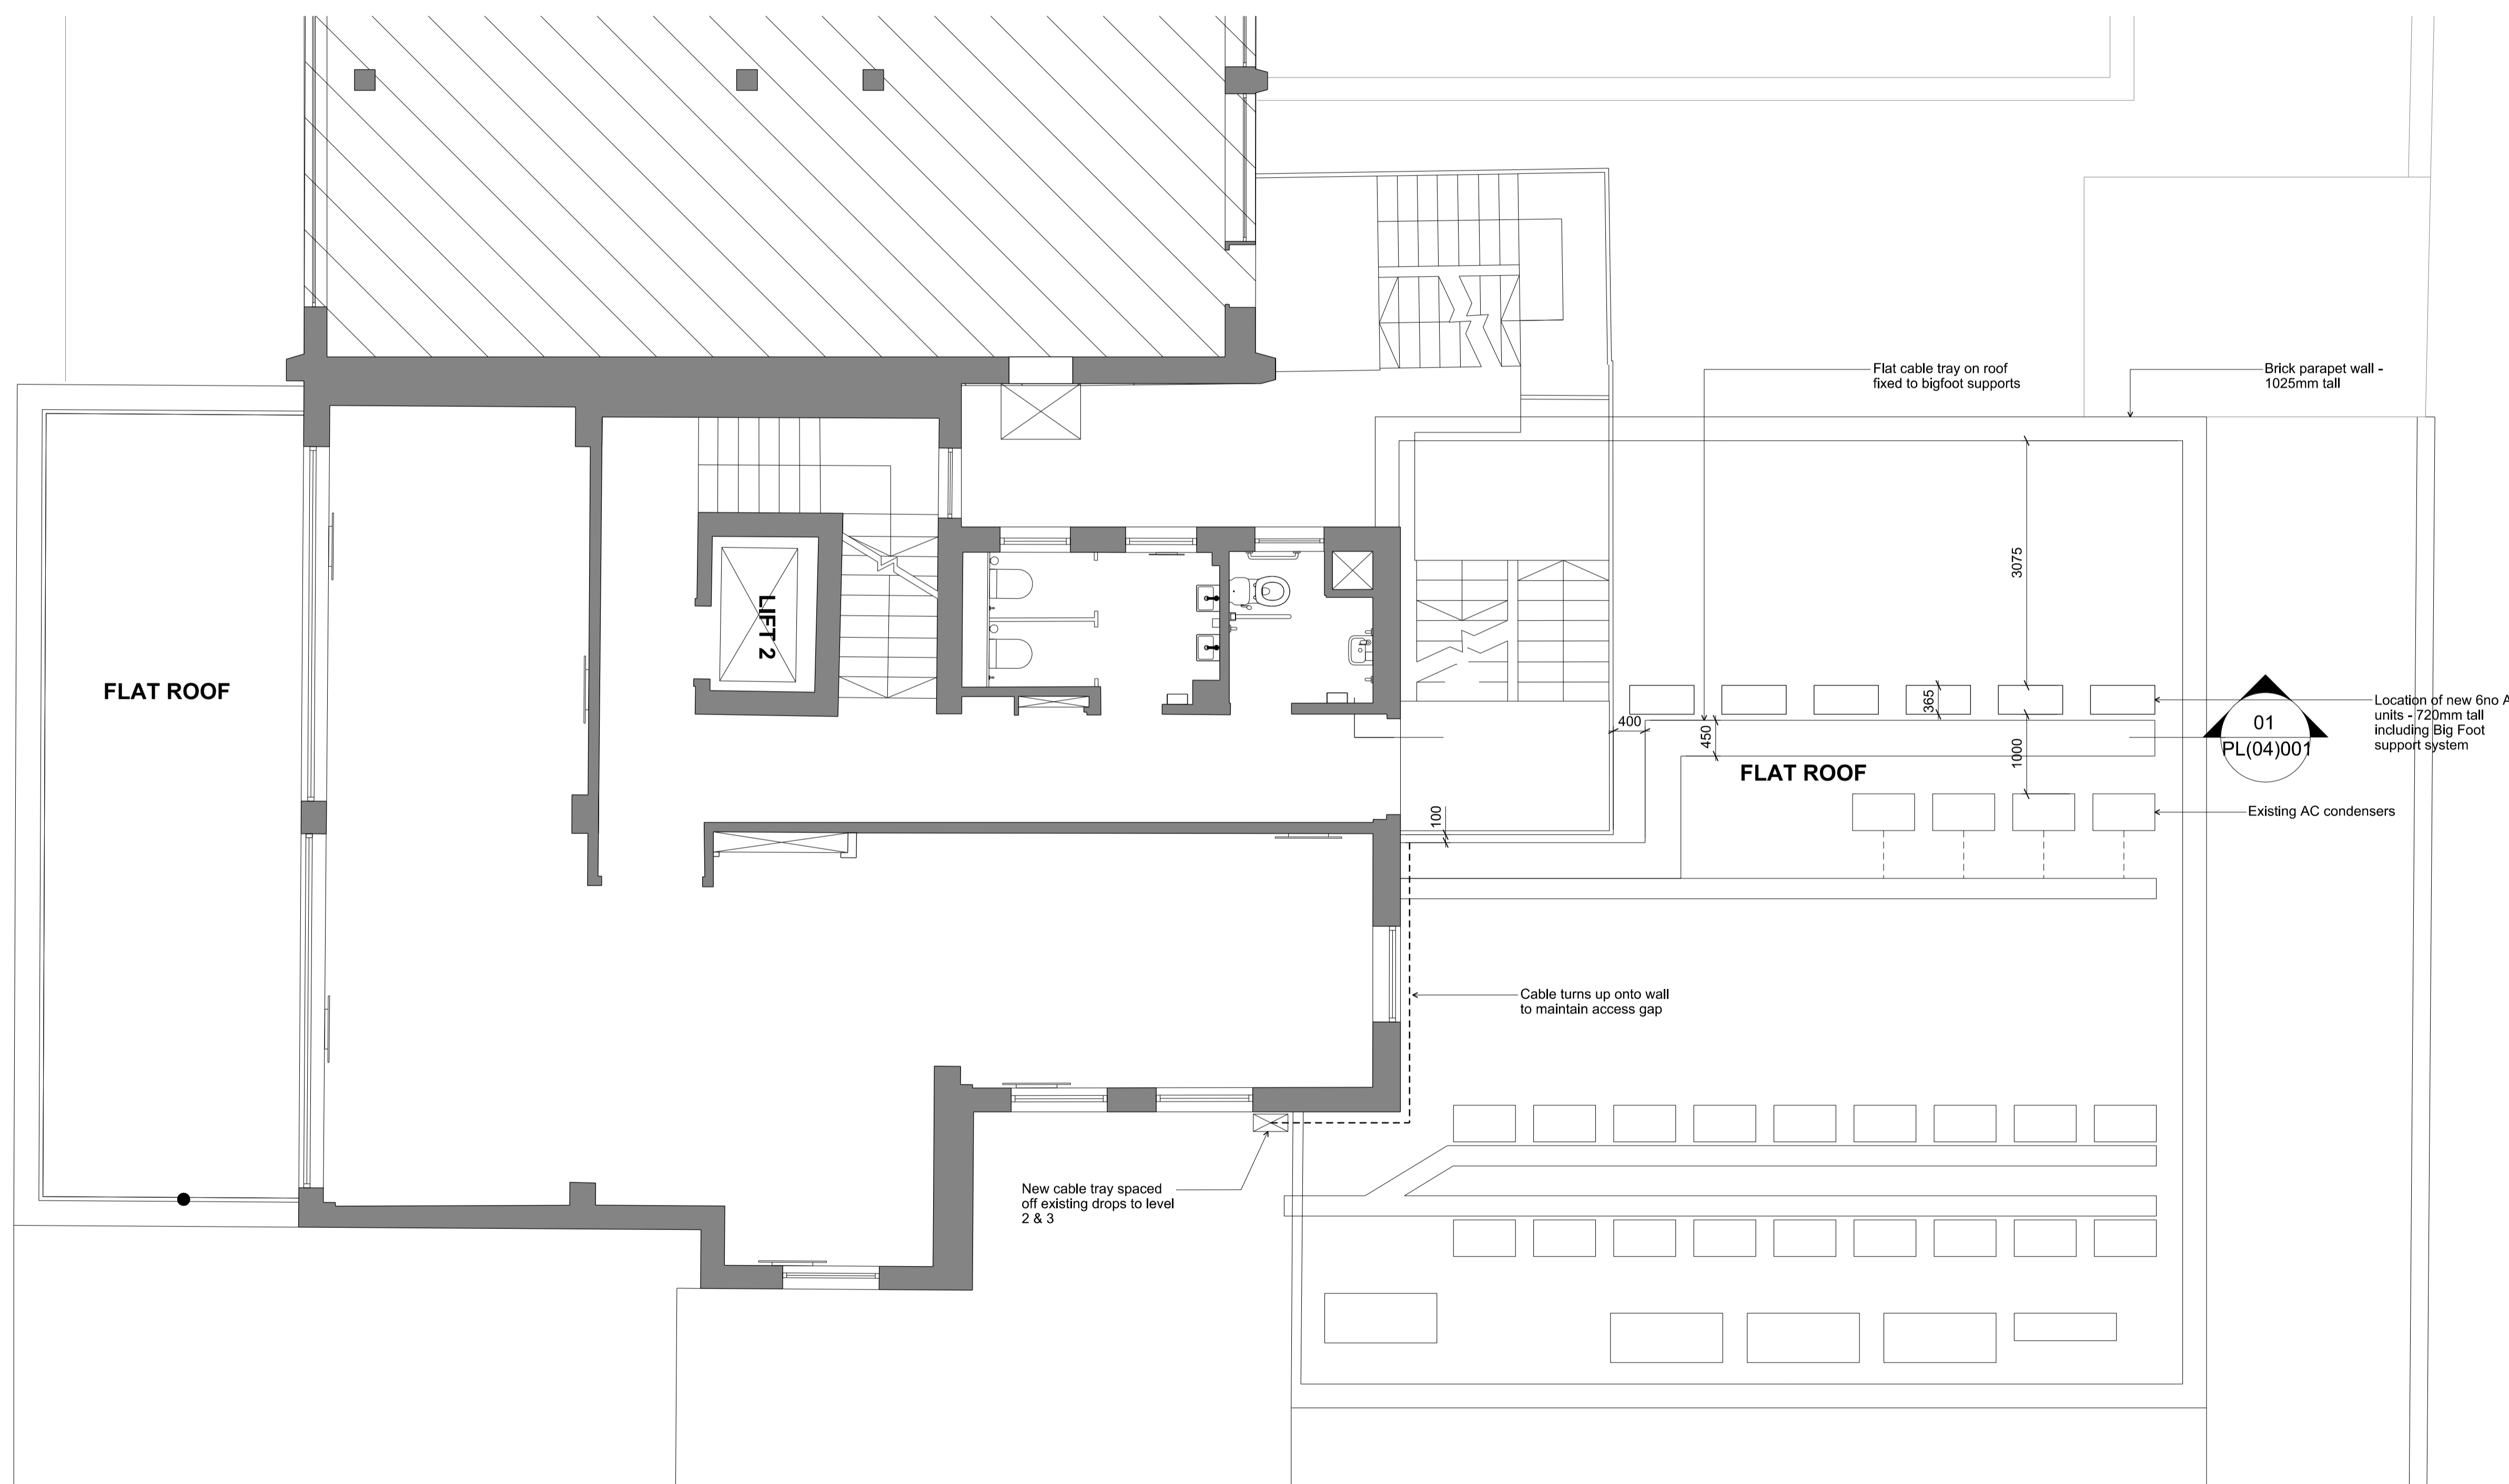 Flat cable tray on roof
fixed to bigfoot supports
Brick parapet wall -
1025mm tall
3075
LIFT 2
FLAT ROOF
365
400
450
1000
Location of new 6no A
units - 720mm tall
including Big Foot
support system
01
PL(04)001
FLAT ROOF
100
Existing AC condensers
Cable turns up onto wall
to maintain access gap
New cable tray spaced
off existing drops to level
2 & 3